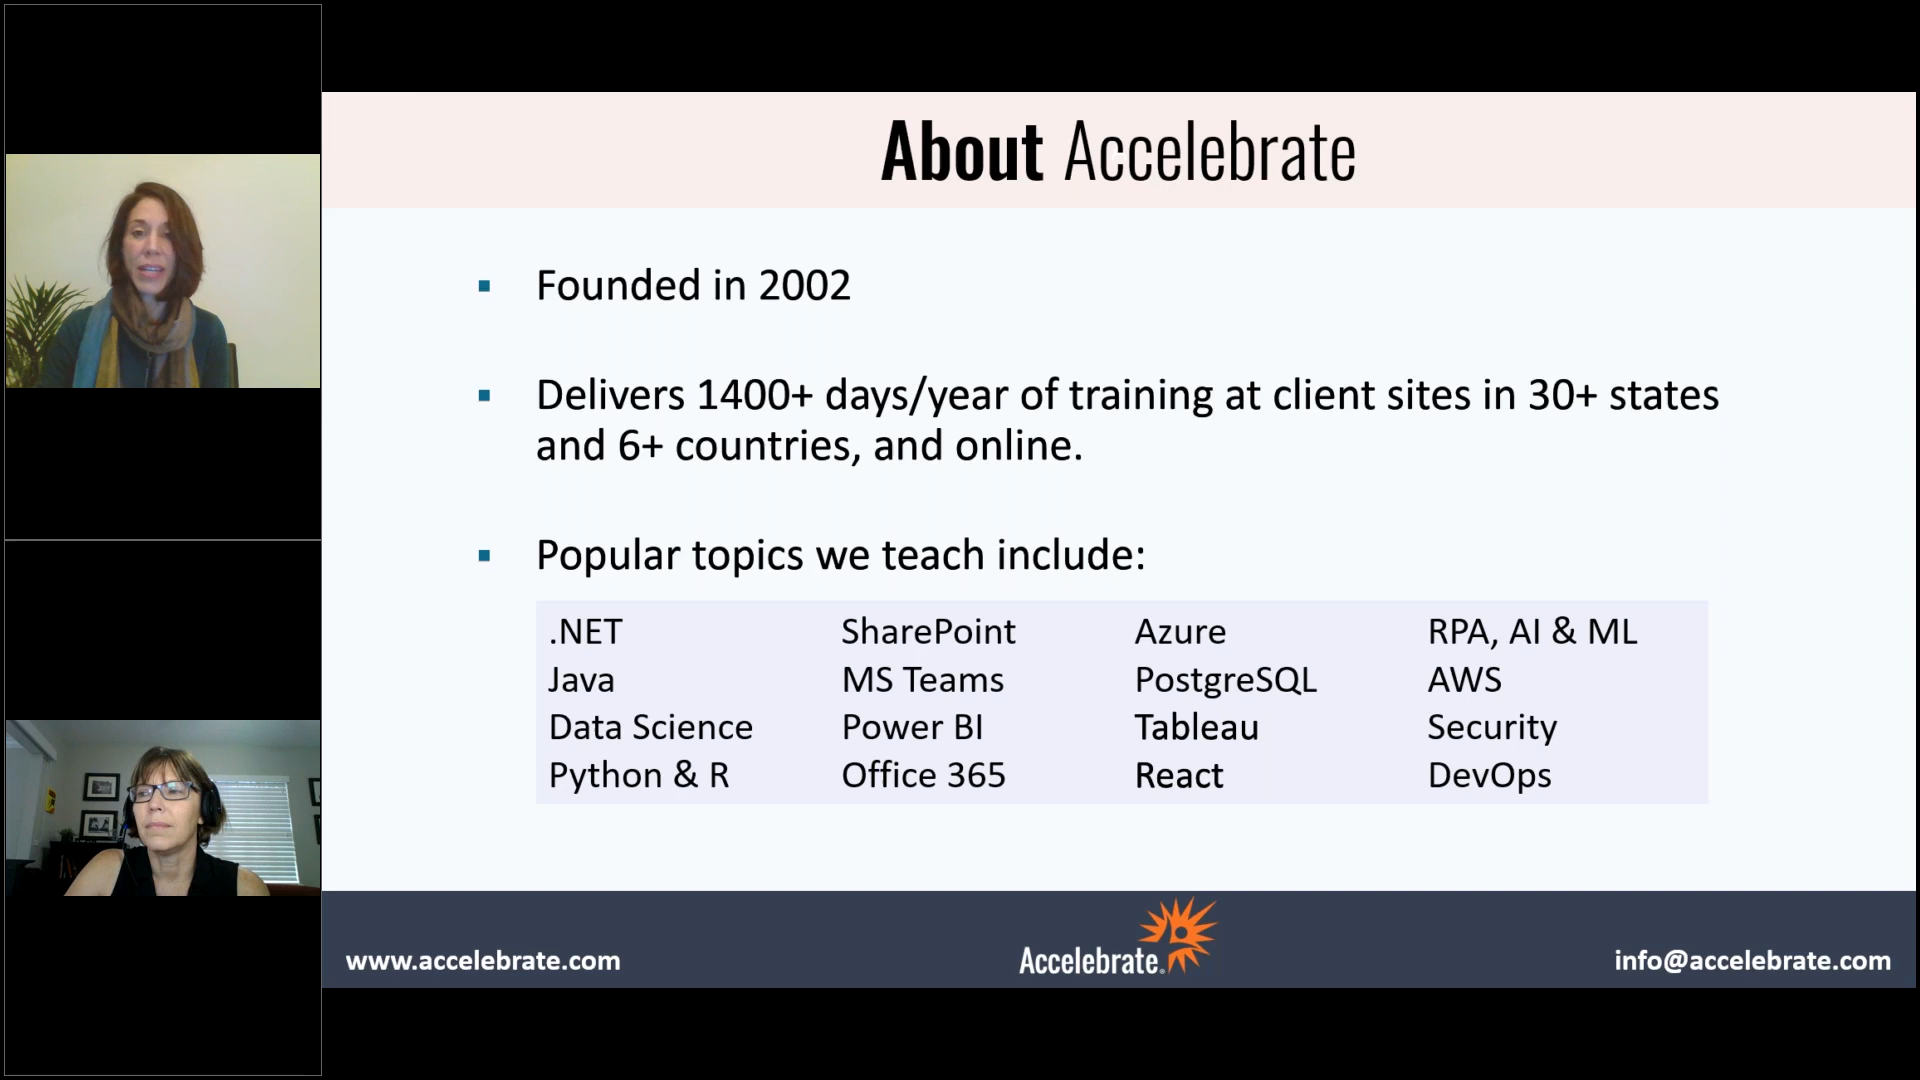 About Accelebrate
▪ Founded in 2002
▪ Delivers 1400+ days/year of training at client sites in 30+ states
and 6+ countries, and online.
▪ Popular topics we teach include:
.NET SharePoint Azure RPA, AI & ML
Java MS Teams PostgreSQL AWS
Data Science Power BI Tableau Security
Python & R Office 365 React DevOps
www.accelebrate.com Accelebrate® info@accelebrate.com